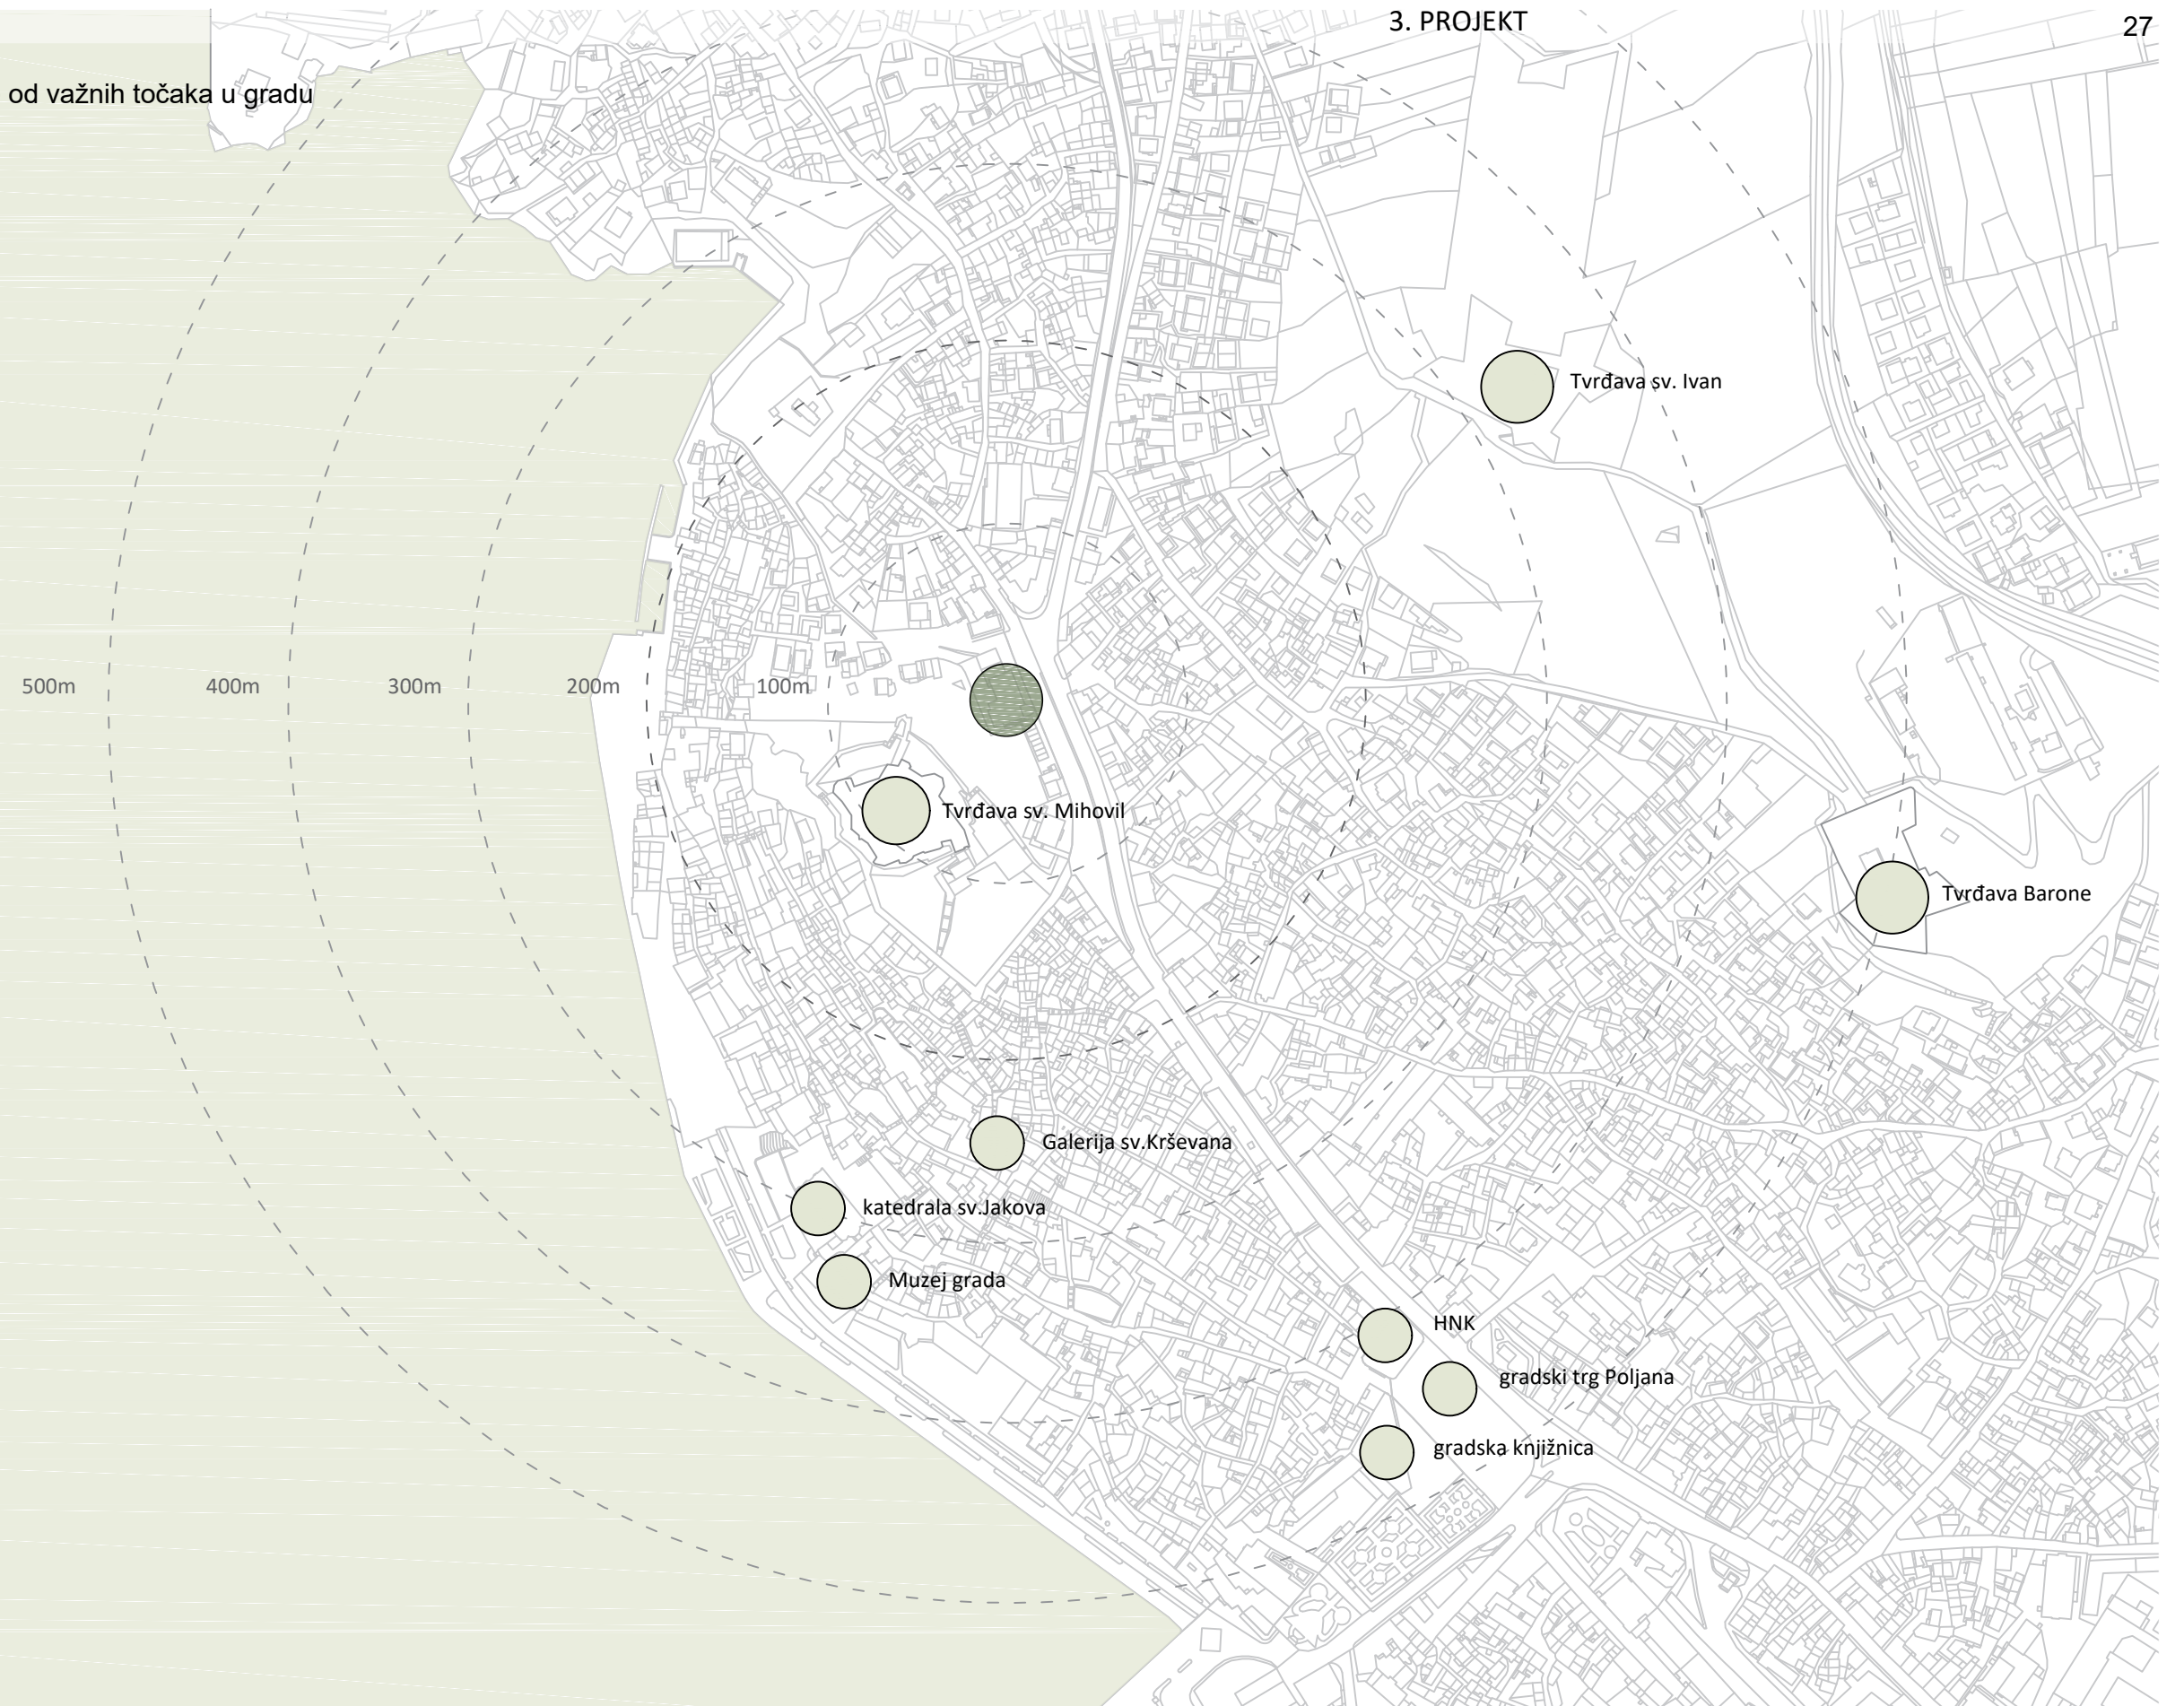 3. PROJEKT
27
od važnih točaka u gradu
Tvrđava sv. Ivan
500m
400m
300m
200m
100m
Tvrđava sv. Mihovil
Tvrđava Barone
Galerija sv.Krševana
katedrala sv.Jakova
Muzej grada
HNK
gradski trg Poljana
gradska knjižnica